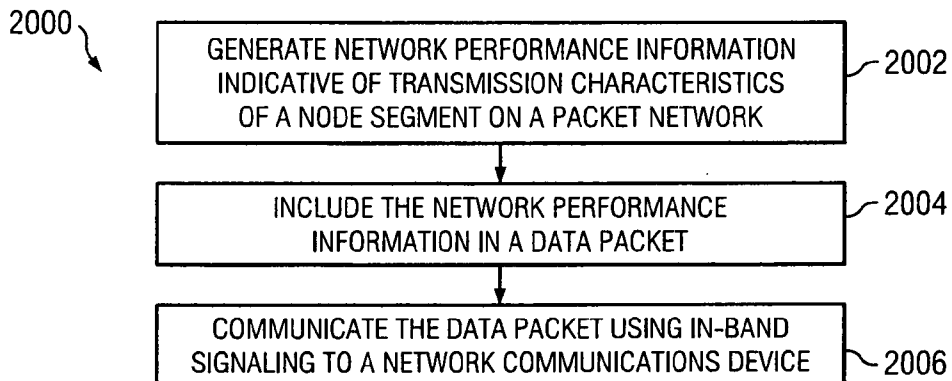 2000
GENERATE NETWORK PERFORMANCE INFORMATION
INDICATIVE OF TRANSMISSION CHARACTERISTICS
OF A NODE SEGMENT ON A PACKET NETWORK
2002
INCLUDE THE NETWORK PERFORMANCE
INFORMATION IN A DATA PACKET
2004
COMMUNICATE THE DATA PACKET USING IN-BAND
SIGNALING TO A NETWORK COMMUNICATIONS DEVICE
2006